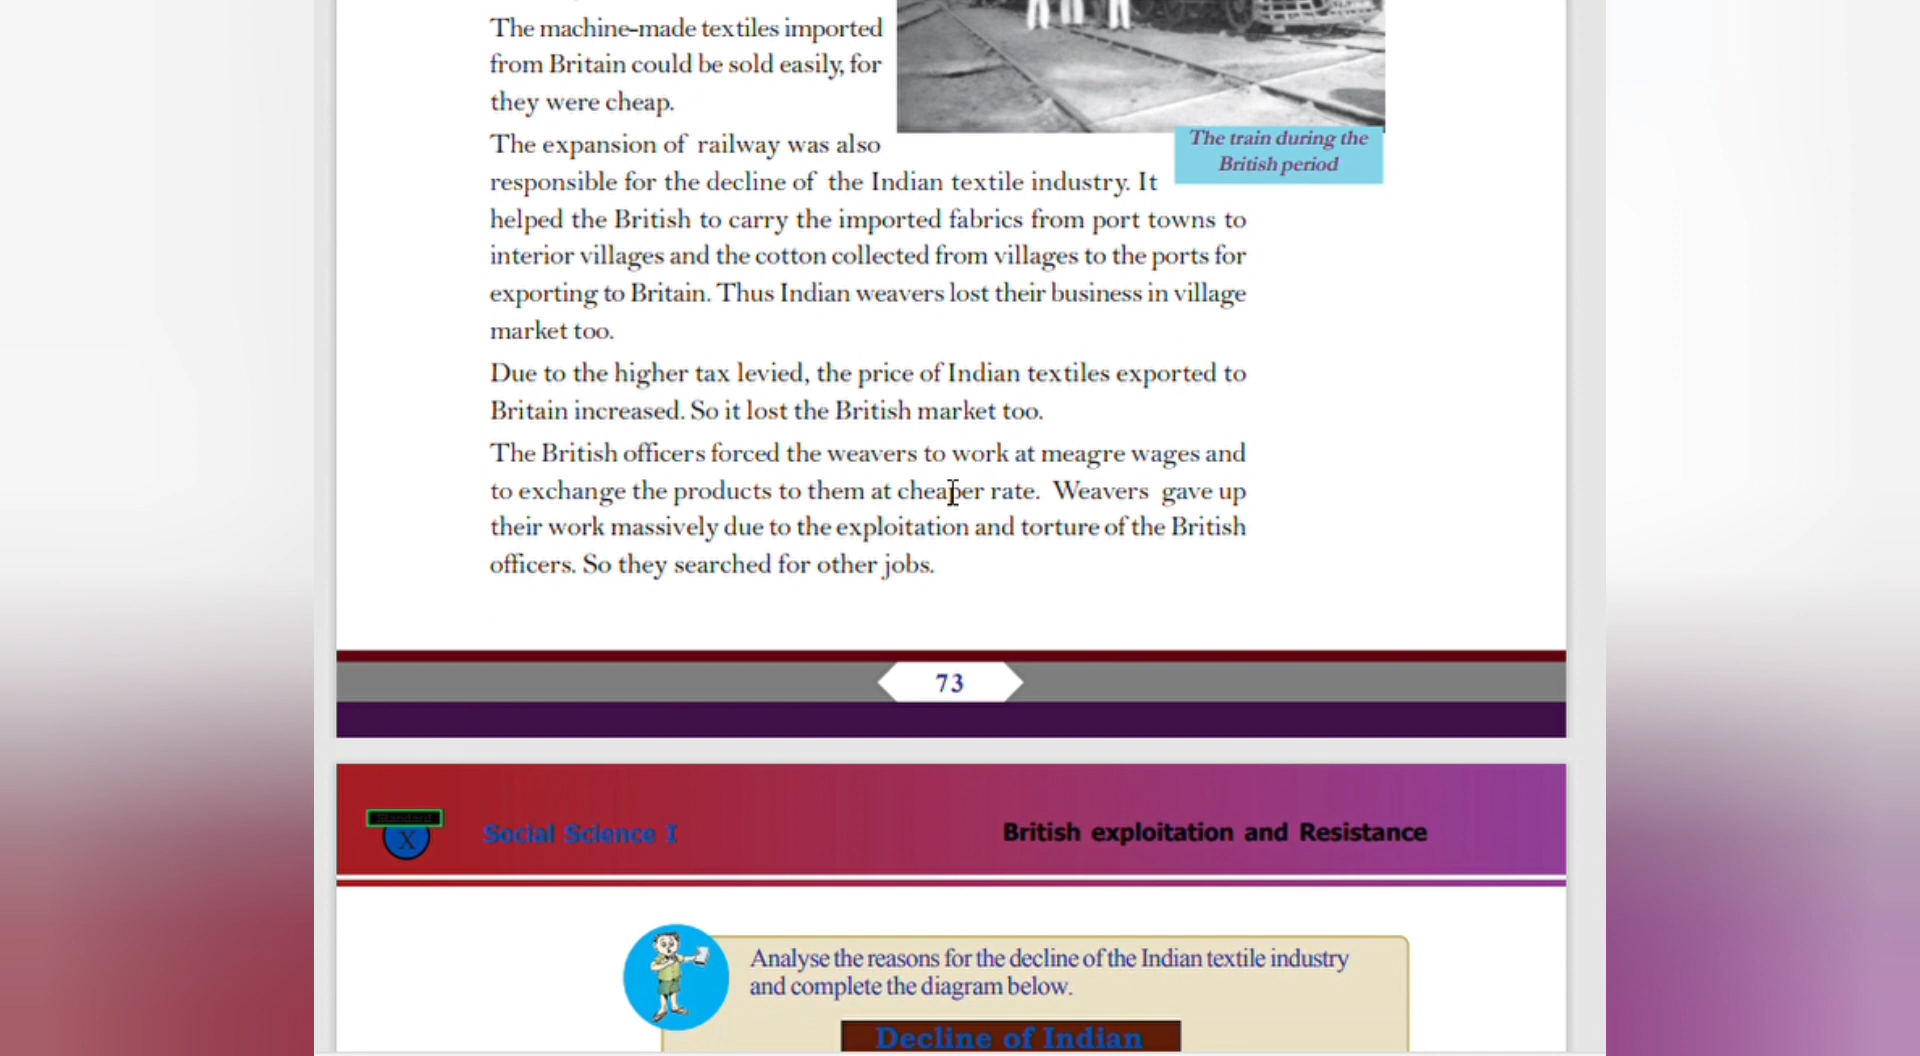 The machine-made textiles imported
from Britain could be sold easily, for
they were cheap.
The train during the
British period
The expansion of railway was also
responsible for the decline of the Indian textile industry. It
helped the British to carry the imported fabrics from port towns to
interior villages and the cotton collected from villages to the ports for
exporting to Britain. Thus Indian weavers lost their business in village
market too.
Due to the higher tax levied, the price of Indian textiles exported to
Britain increased. So it lost the British market too.
The British officers forced the weavers to work at meagre wages and
to exchange the products to them at cheaper rate. Weavers gave up
their work massively due to the exploitation and torture of the British
officers. So they searched for other jobs.
73
Standard
X
Social Science I
British exploitation and Resistance
Analyse the reasons for the decline of the Indian textile industry
and complete the diagram below.
Decline of Indian